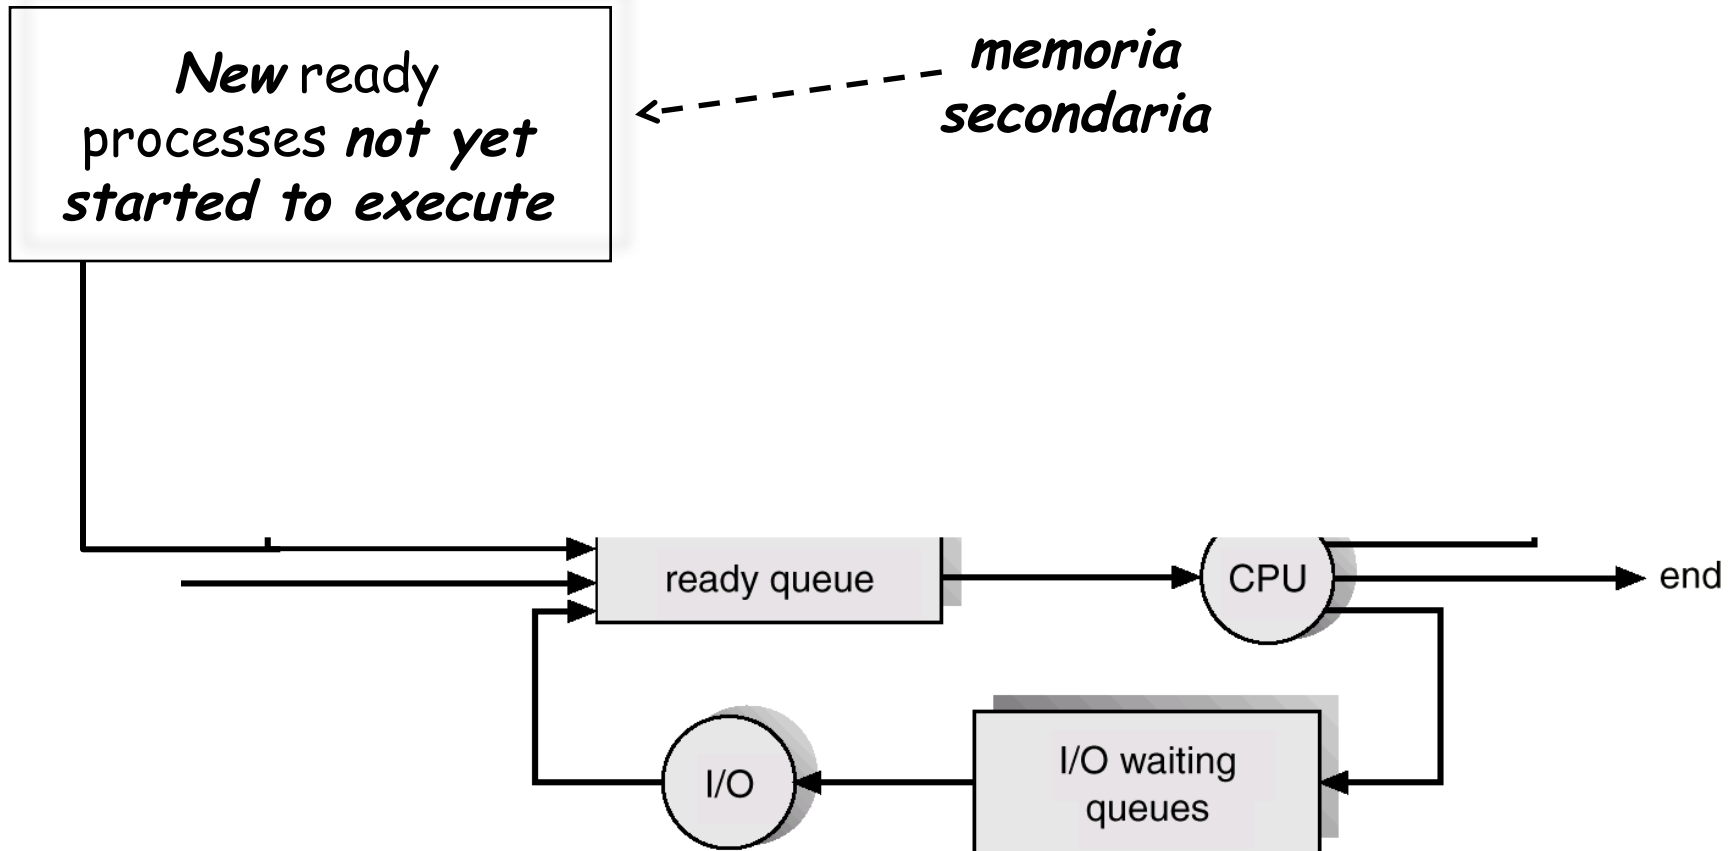 New ready
processes not yet
started to execute
memoria
secondaria
ready queue
CPU
end
I/O
I/O waiting
queues